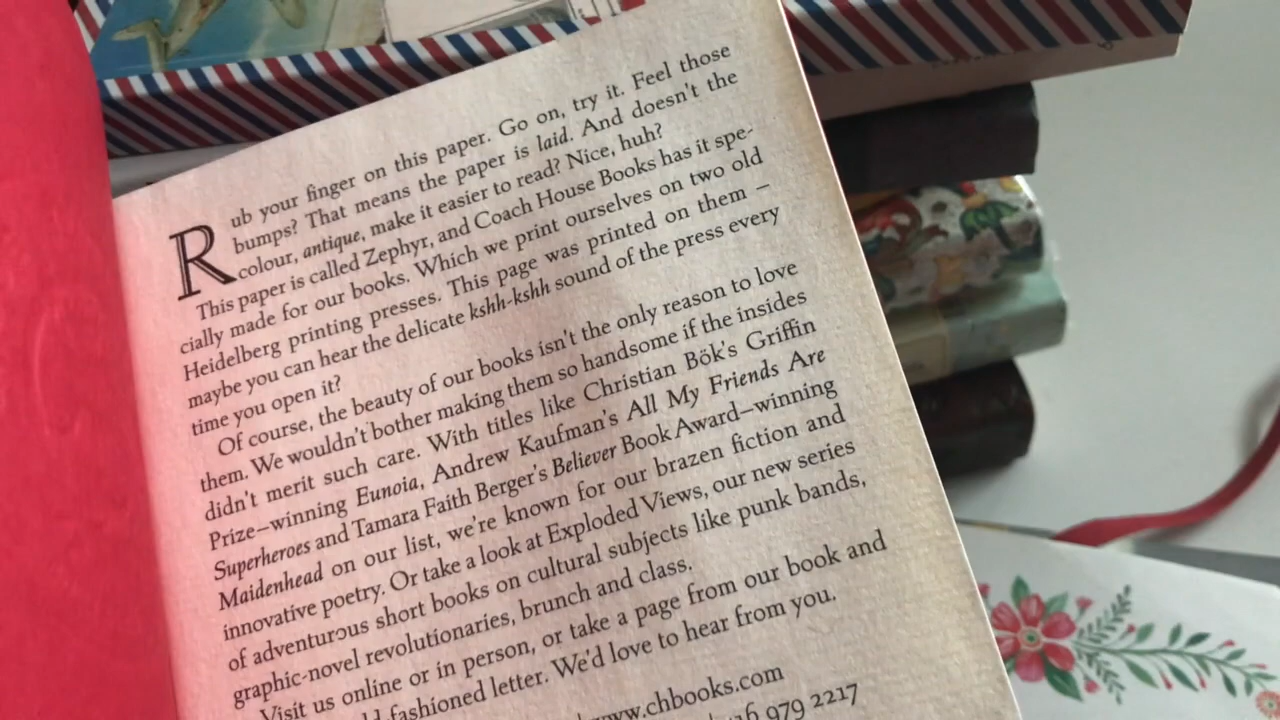 Rub your finger on this paper. Go on, try it. Feel those
bumps? That means the paper is laid. And doesn't the
colour, antique, make it easier to read? Nice, huh?
This paper is called Zephyr, and Coach House Books has it spe-
cially made for our books. Which we print ourselves on two old
Heidelberg printing presses. This page was printed on them –
maybe you can hear the delicate kshh-kshh sound of the press every
time you open it?
Of course, the beauty of our books isn't the only reason to love
them. We wouldn't bother making them so handsome if the insides
didn't merit such care. With titles like Christian Bök's Griffin
Prize–winning Eunoia, Andrew Kaufman's All My Friends Are
Superheroes and Tamara Faith Berger's Believer Book Award–winning
Maidenhead on our list, we're known for our brazen fiction and
innovative poetry. Or take a look at Exploded Views, our new series
of adventurous short books on cultural subjects like punk bands,
graphic-novel revolutionaries, brunch and class.
Visit us online or in person, or take a page from our book and
fashioned letter. We'd love to hear from you.
www.chbooks.com
979 2217